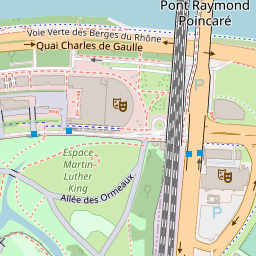 Pont Raymond
Poincaré
Voie Verte des Berges du Rhône
Quai Charles de Gaulle
P
Espace
Martin-
Luther
King
Allée des Ormeaux
P